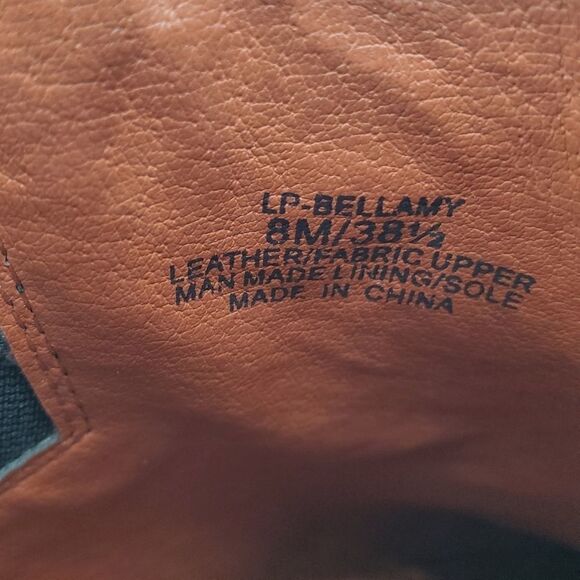 LP-BELLAMY
8M/38½
LEATHER/FABRIC UPPER
MAN MADE LINING/SOLE
MADE IN CHINA